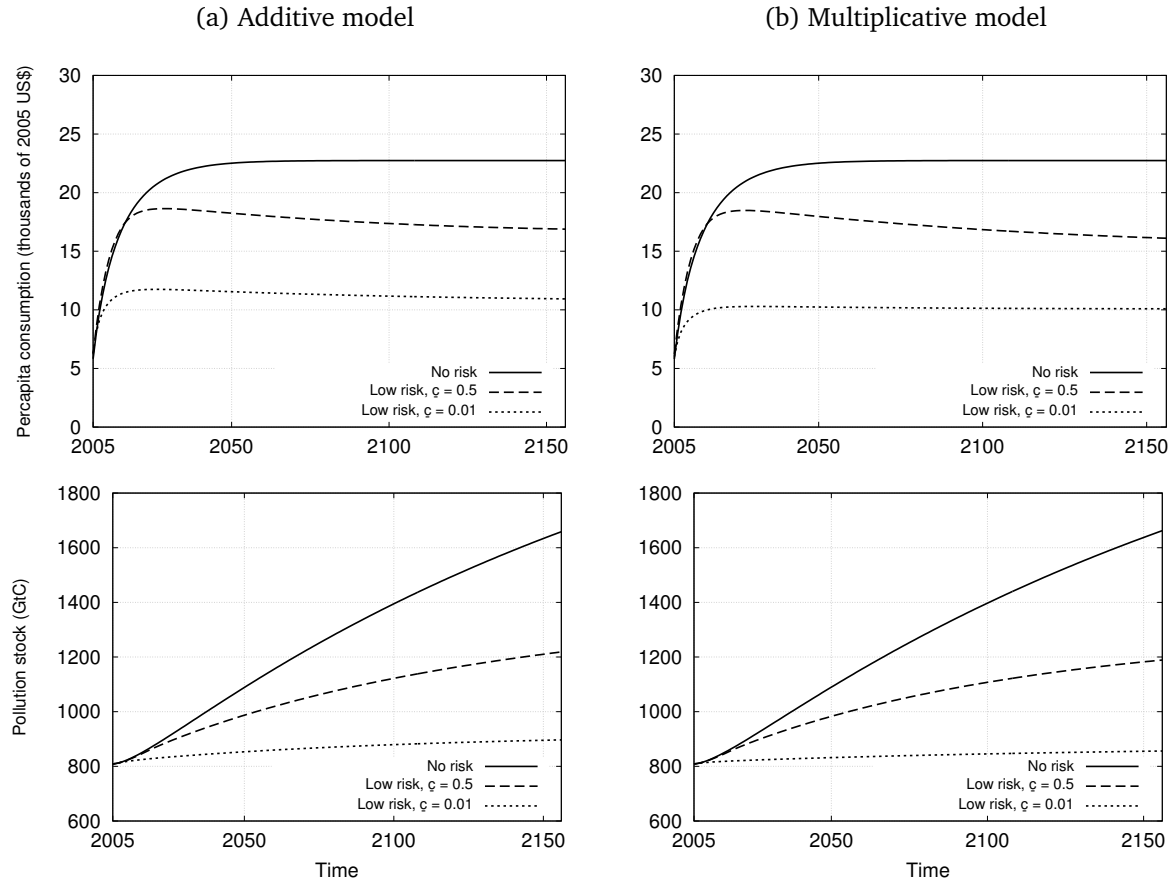 (a) Additive model
(b) Multiplicative model
Percapita consumption (thousands of 2005 US$)
30
25
20
15
10
5
0
2005
2050
2100
2150
No risk
Low risk, c̱ = 0.5
Low risk, c̱ = 0.01
30
25
20
15
10
5
0
2005
2050
2100
2150
No risk
Low risk, c̱ = 0.5
Low risk, c̱ = 0.01
Pollution stock (GtC)
1800
1600
1400
1200
1000
800
600
2005
2050
2100
2150
Time
No risk
Low risk, c̱ = 0.5
Low risk, c̱ = 0.01
1800
1600
1400
1200
1000
800
600
2005
2050
2100
2150
Time
No risk
Low risk, c̱ = 0.5
Low risk, c̱ = 0.01